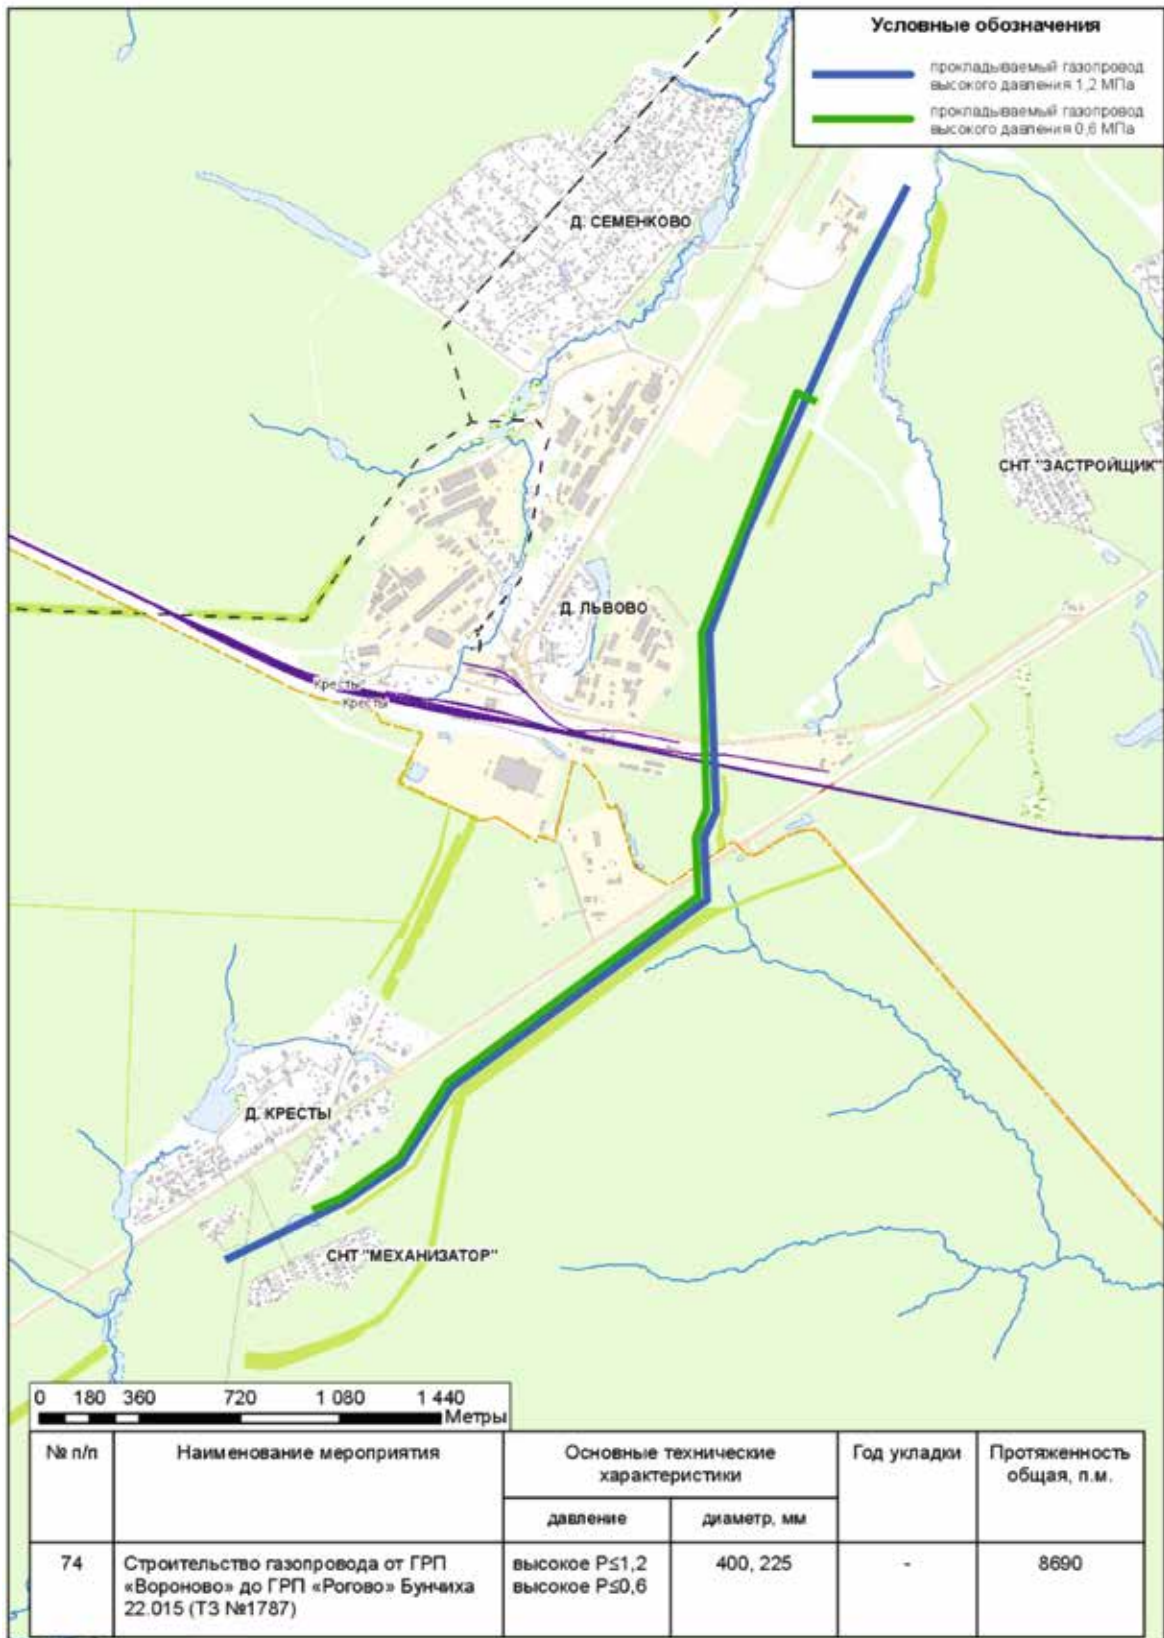 Условные обозначения
прокладываемый газопровод
высокого давления 1,2 МПа
прокладываемый газопровод
высокого давления 0,6 МПа
Д. СЕМЕНКОВО
СНТ "ЗАСТРОЙЩИК"
Д. ЛЬВОВО
Кресты
Кресты
Д. КРЕСТЫ
СНТ "МЕХАНИЗАТОР"
0 180 360 720 1 080 1 440
Метры
№ п/п
Наименование мероприятия
Основные технические
характеристики
Год укладки
Протяженность
общая, п.м.
давление
диаметр, мм
74
Строительство газопровода от ГРП
«Вороново» до ГРП «Рогово» Бунчиха
22.015 (ТЗ №1787)
высокое P≤1,2
высокое P≤0,6
400, 225
-
8690